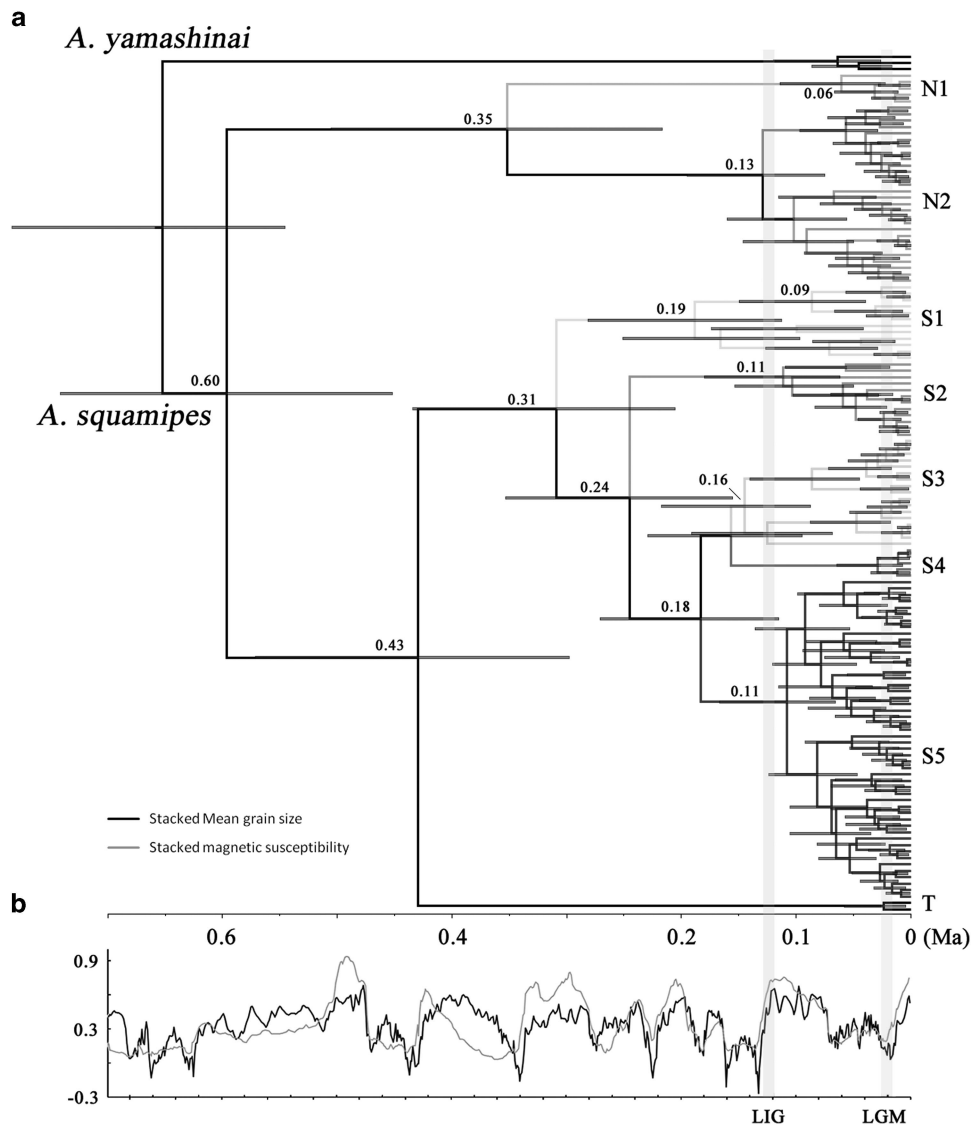 a
A. yamashinai
N1
0.06
0.35
0.13
N2
0.09
0.19
S1
0.11
S2
0.60
A. squamipes
0.31
0.16
S3
0.24
S4
0.18
0.43
0.11
S5
Stacked Mean grain size
Stacked magnetic susceptibility
T
b
0.6 0.4 0.2 0.1 0 (Ma)
0.9
0.3
-0.3
LIG LGM